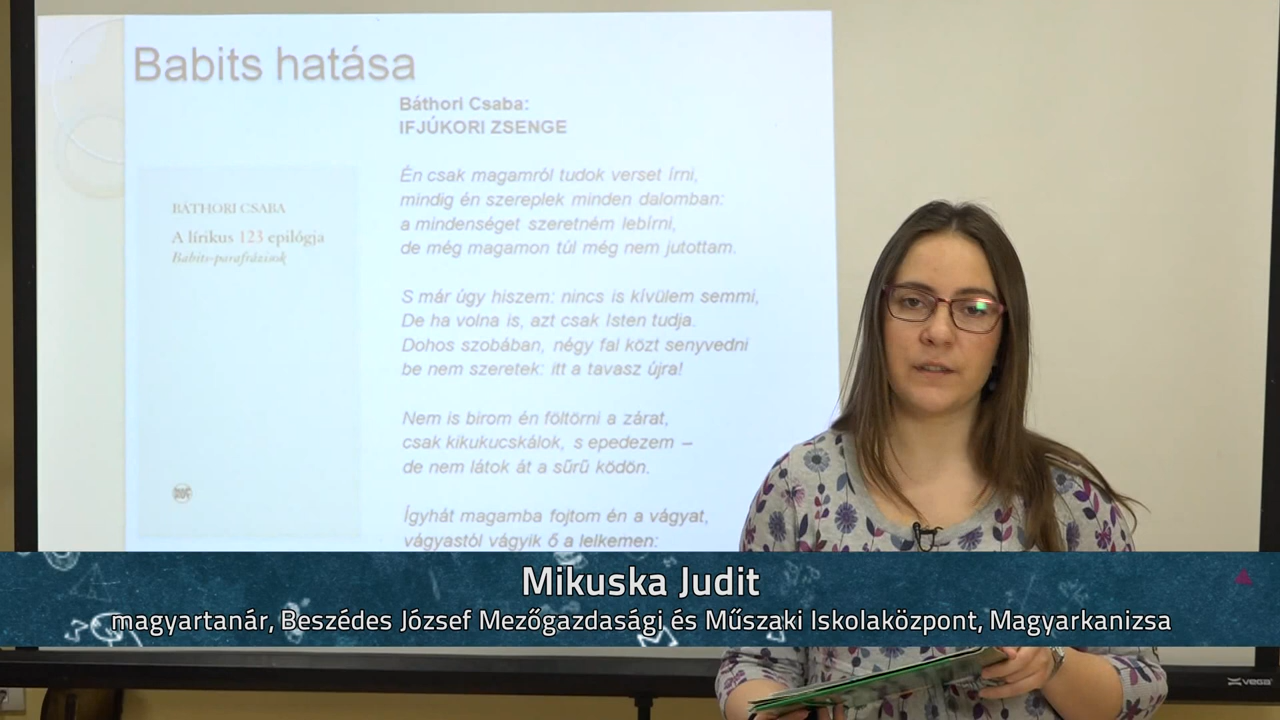 Babits hatása
Báthori Csaba:
IFJÚKORI ZSENGE
Én csak magamról tudok verset írni,
mindig én szereplek minden dalomban:
a mindenséget szeretném lebírni,
de még magamon túl még nem jutottam.
S már úgy hiszem: nincs is kívülem semmi,
De ha volna is, azt csak Isten tudja.
Dohos szobában, négy fal közt senyvedni
be nem szeretek: itt a tavasz újra!
Nem is birom én föltörni a zárat,
csak kikukucskálok, s epedezem –
de nem látok át a sűrű ködön.
Ígyhát magamba fojtom én a vágyat,
vágyastól vágyik ő a lelkemen:
BÁTHORI CSABA
A lírikus 123 epilógja
Babits-parafrázisok
Mikuska Judit
magyartanár, Beszédes József Mezőgazdasági és Műszaki Iskolaközpont, Magyarkanizsa
vega